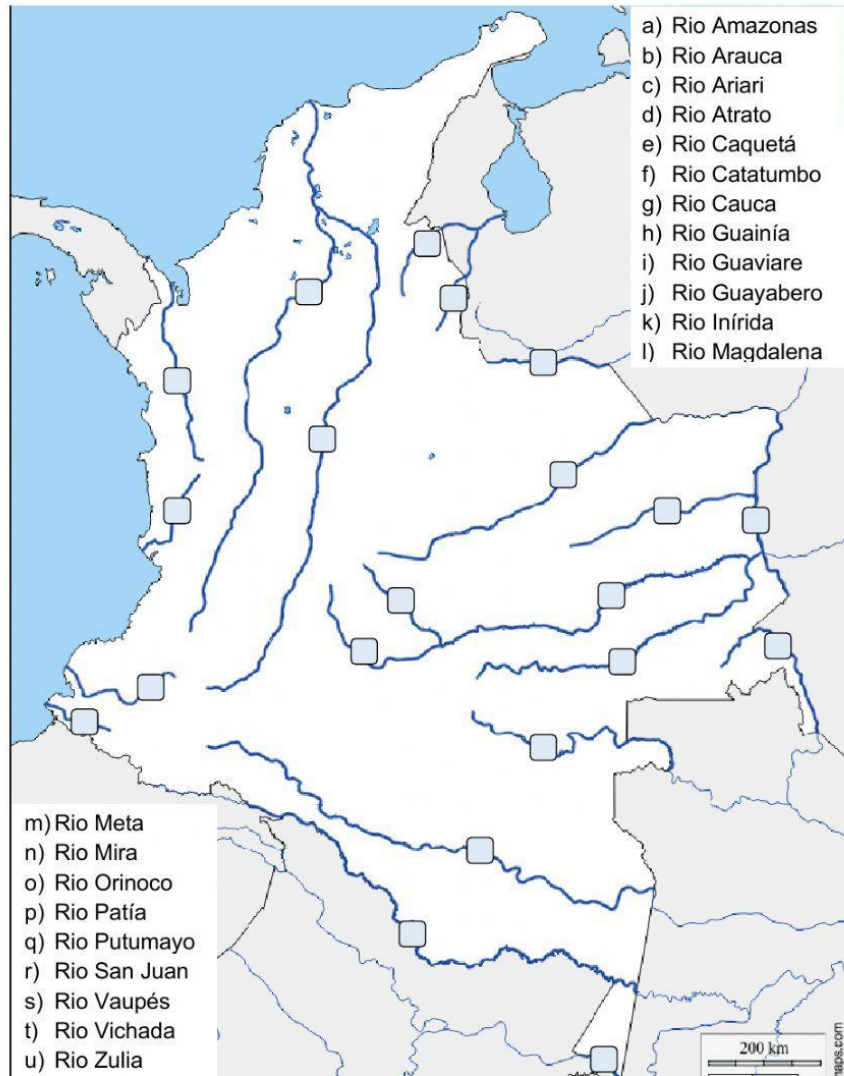 a) Rio Amazonas
b) Rio Arauca
c) Rio Ariari
d) Rio Atrato
e) Rio Caquetá
f) Rio Catatumbo
g) Rio Cauca
h) Rio Guainía
i) Rio Guaviare
j) Rio Guayabero
k) Rio Inírida
l) Rio Magdalena
m) Rio Meta
n) Rio Mira
o) Rio Orinoco
p) Rio Patía
q) Rio Putumayo
r) Rio San Juan
s) Rio Vaupés
t) Rio Vichada
u) Rio Zulia
200 km
maps.com